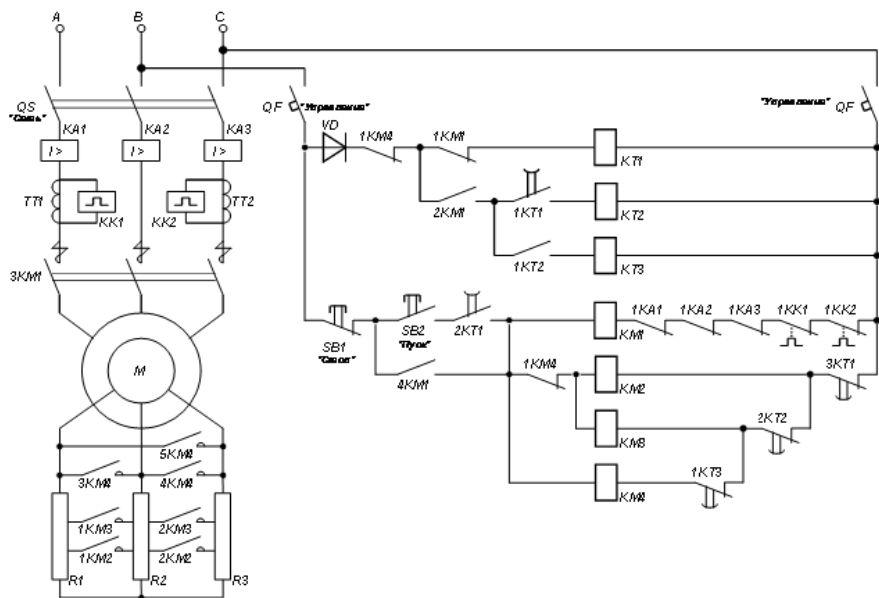 A B C
QS
"Сеть"
KA1 KA2 KA3
I> I> I>
TT1 KK1 KK2 TT2
3KM1
M
5KM4
3KM4 4KM4
1KM3 2KM3
1KM2 2KM2
R1 R2 R3
QF "Управление"
"Управление" QF
VD 1KM4 1KM1 KT1
2KM1 1KT1 KT2
1KT2 KT3
SB1
"Стоп"
SB2
"Пуск"
2KT1
KM1
1KA1 1KA2 1KA3 1KK1 1KK2
4KM1
1KM4 KM2 3KT1
KM3 2KT2
KM4 1KT3